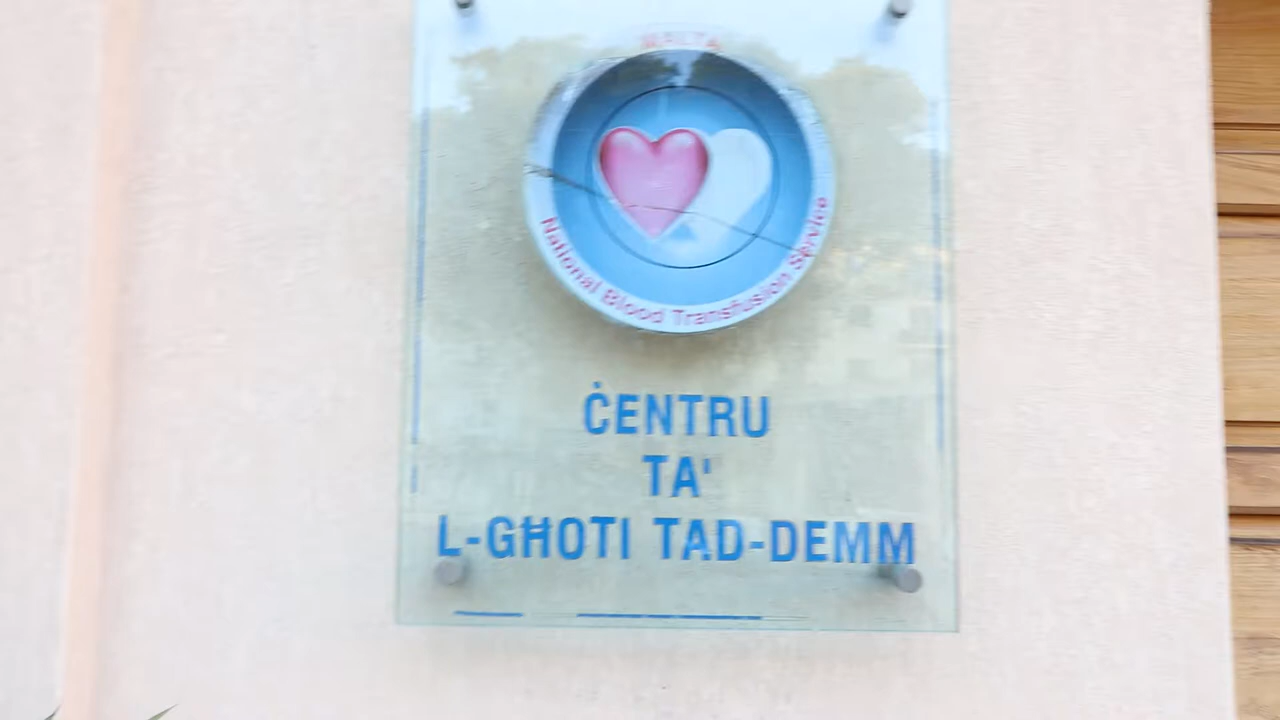 MALTA
National Blood Transfusion Service
ĊENTRU
TA'
L-GĦOTI TAD-DEMM